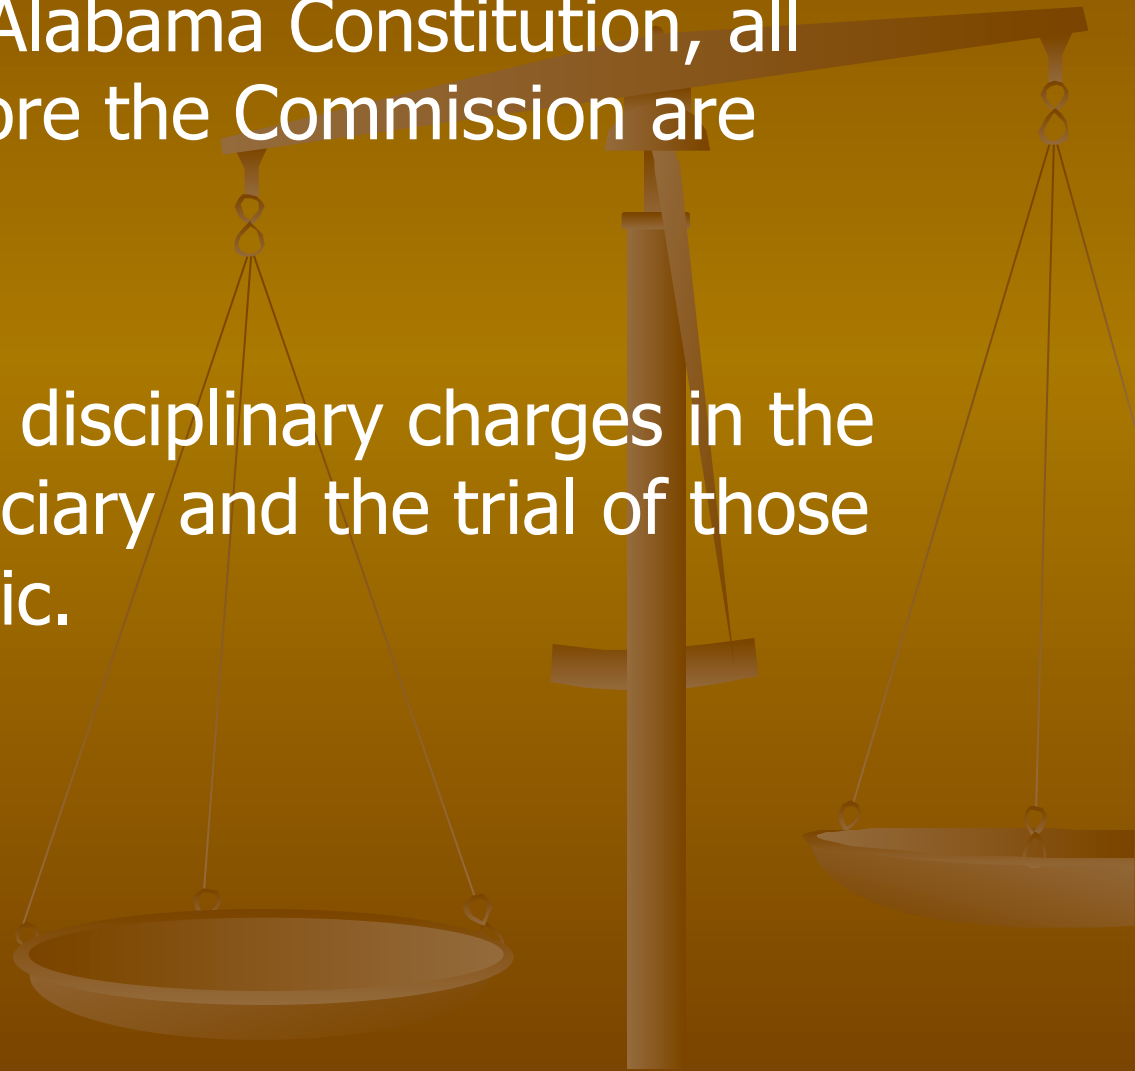 Alabama Constitution, all
ore the Commission are
disciplinary charges in the
ciary and the trial of those
ic.